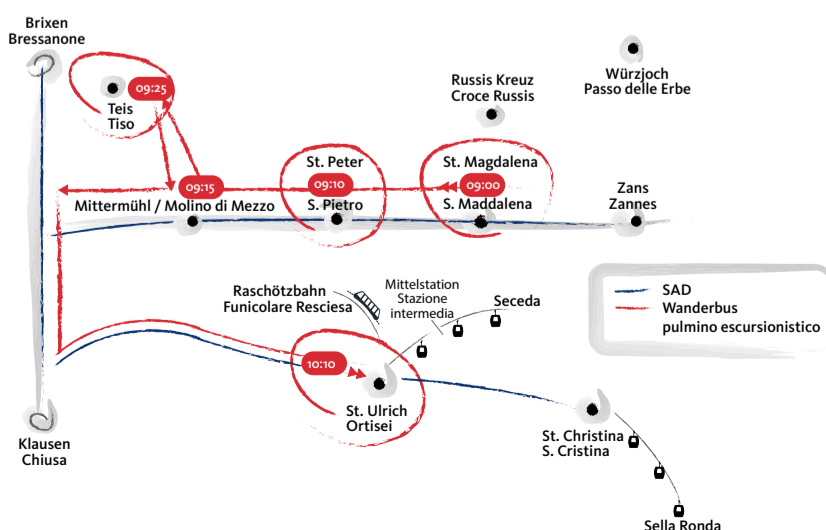 Brixen
Bressanone
Würzjoch
Passo delle Erbe
Russis Kreuz
Croce Russis
09:25
Teis
Tiso
St. Peter
St. Magdalena
09:15
09:10
09:00
Mittermühl / Molino di Mezzo
S. Pietro
S. Maddalena
Zans
Zannes
Raschötzbahn
Funicolare Resciesa
Mittelstation
Stazione
intermedia
Seceda
SAD
Wanderbus
pulmino escursionistico
10:10
St. Ulrich
Ortisei
Klausen
Chiusa
St. Christina
S. Cristina
Sella Ronda